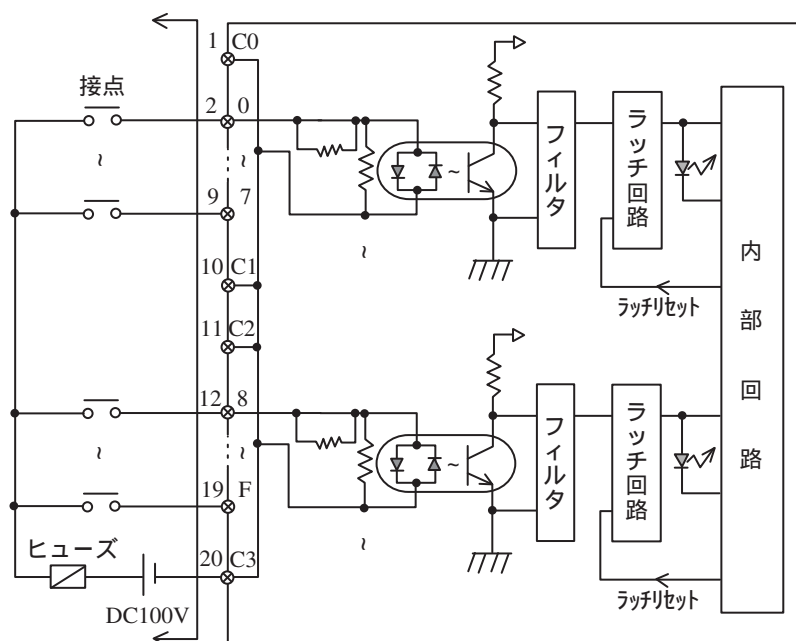 1 C0
接点
2 0
~
~
9 7
~
フィルタ
ラッチ回路
~
10 C1
ラッチリセット
11 C2
内部回路
12 8
~
~
~
フィルタ
ラッチ回路
19 F
~
ヒューズ
20 C3
DC100V
ラッチリセット